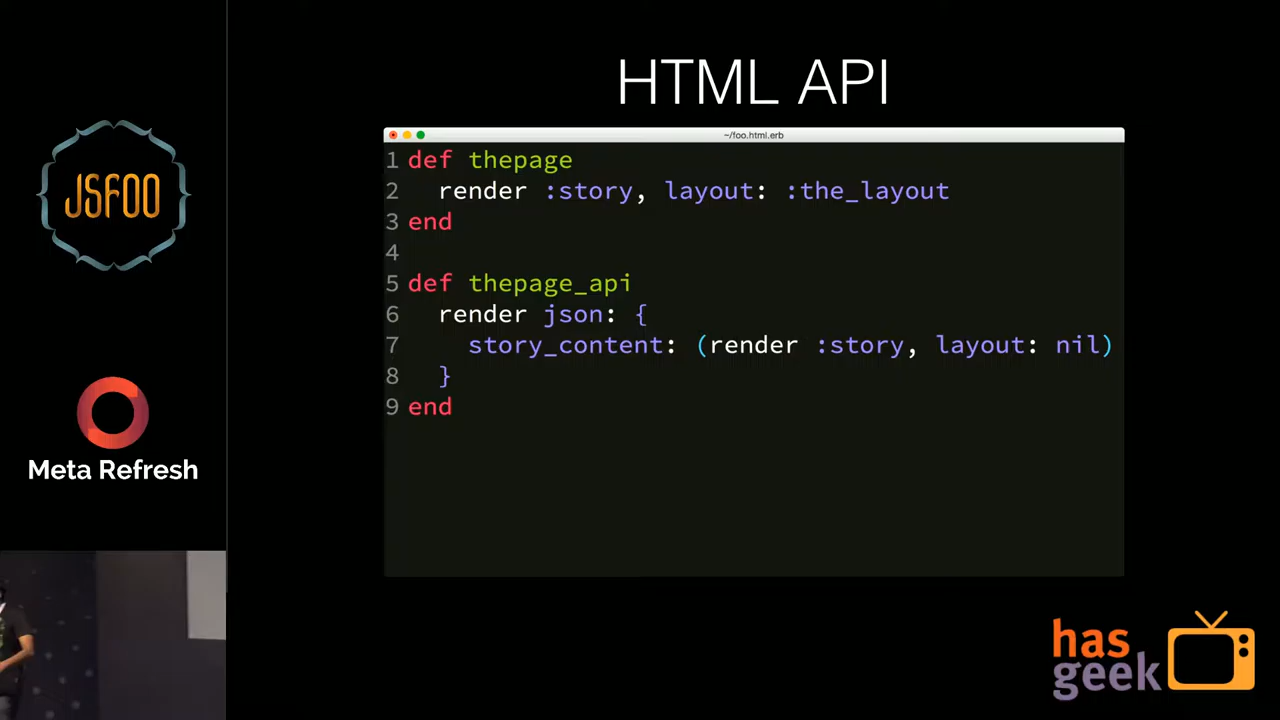 HTML API
~/foo.html.erb
1 def thepage
2   render :story, layout: :the_layout
3 end
4
5 def thepage_api
6   render json: {
7     story_content: (render :story, layout: nil)
8   }
9 end
JSFOO
Meta Refresh
has
geek